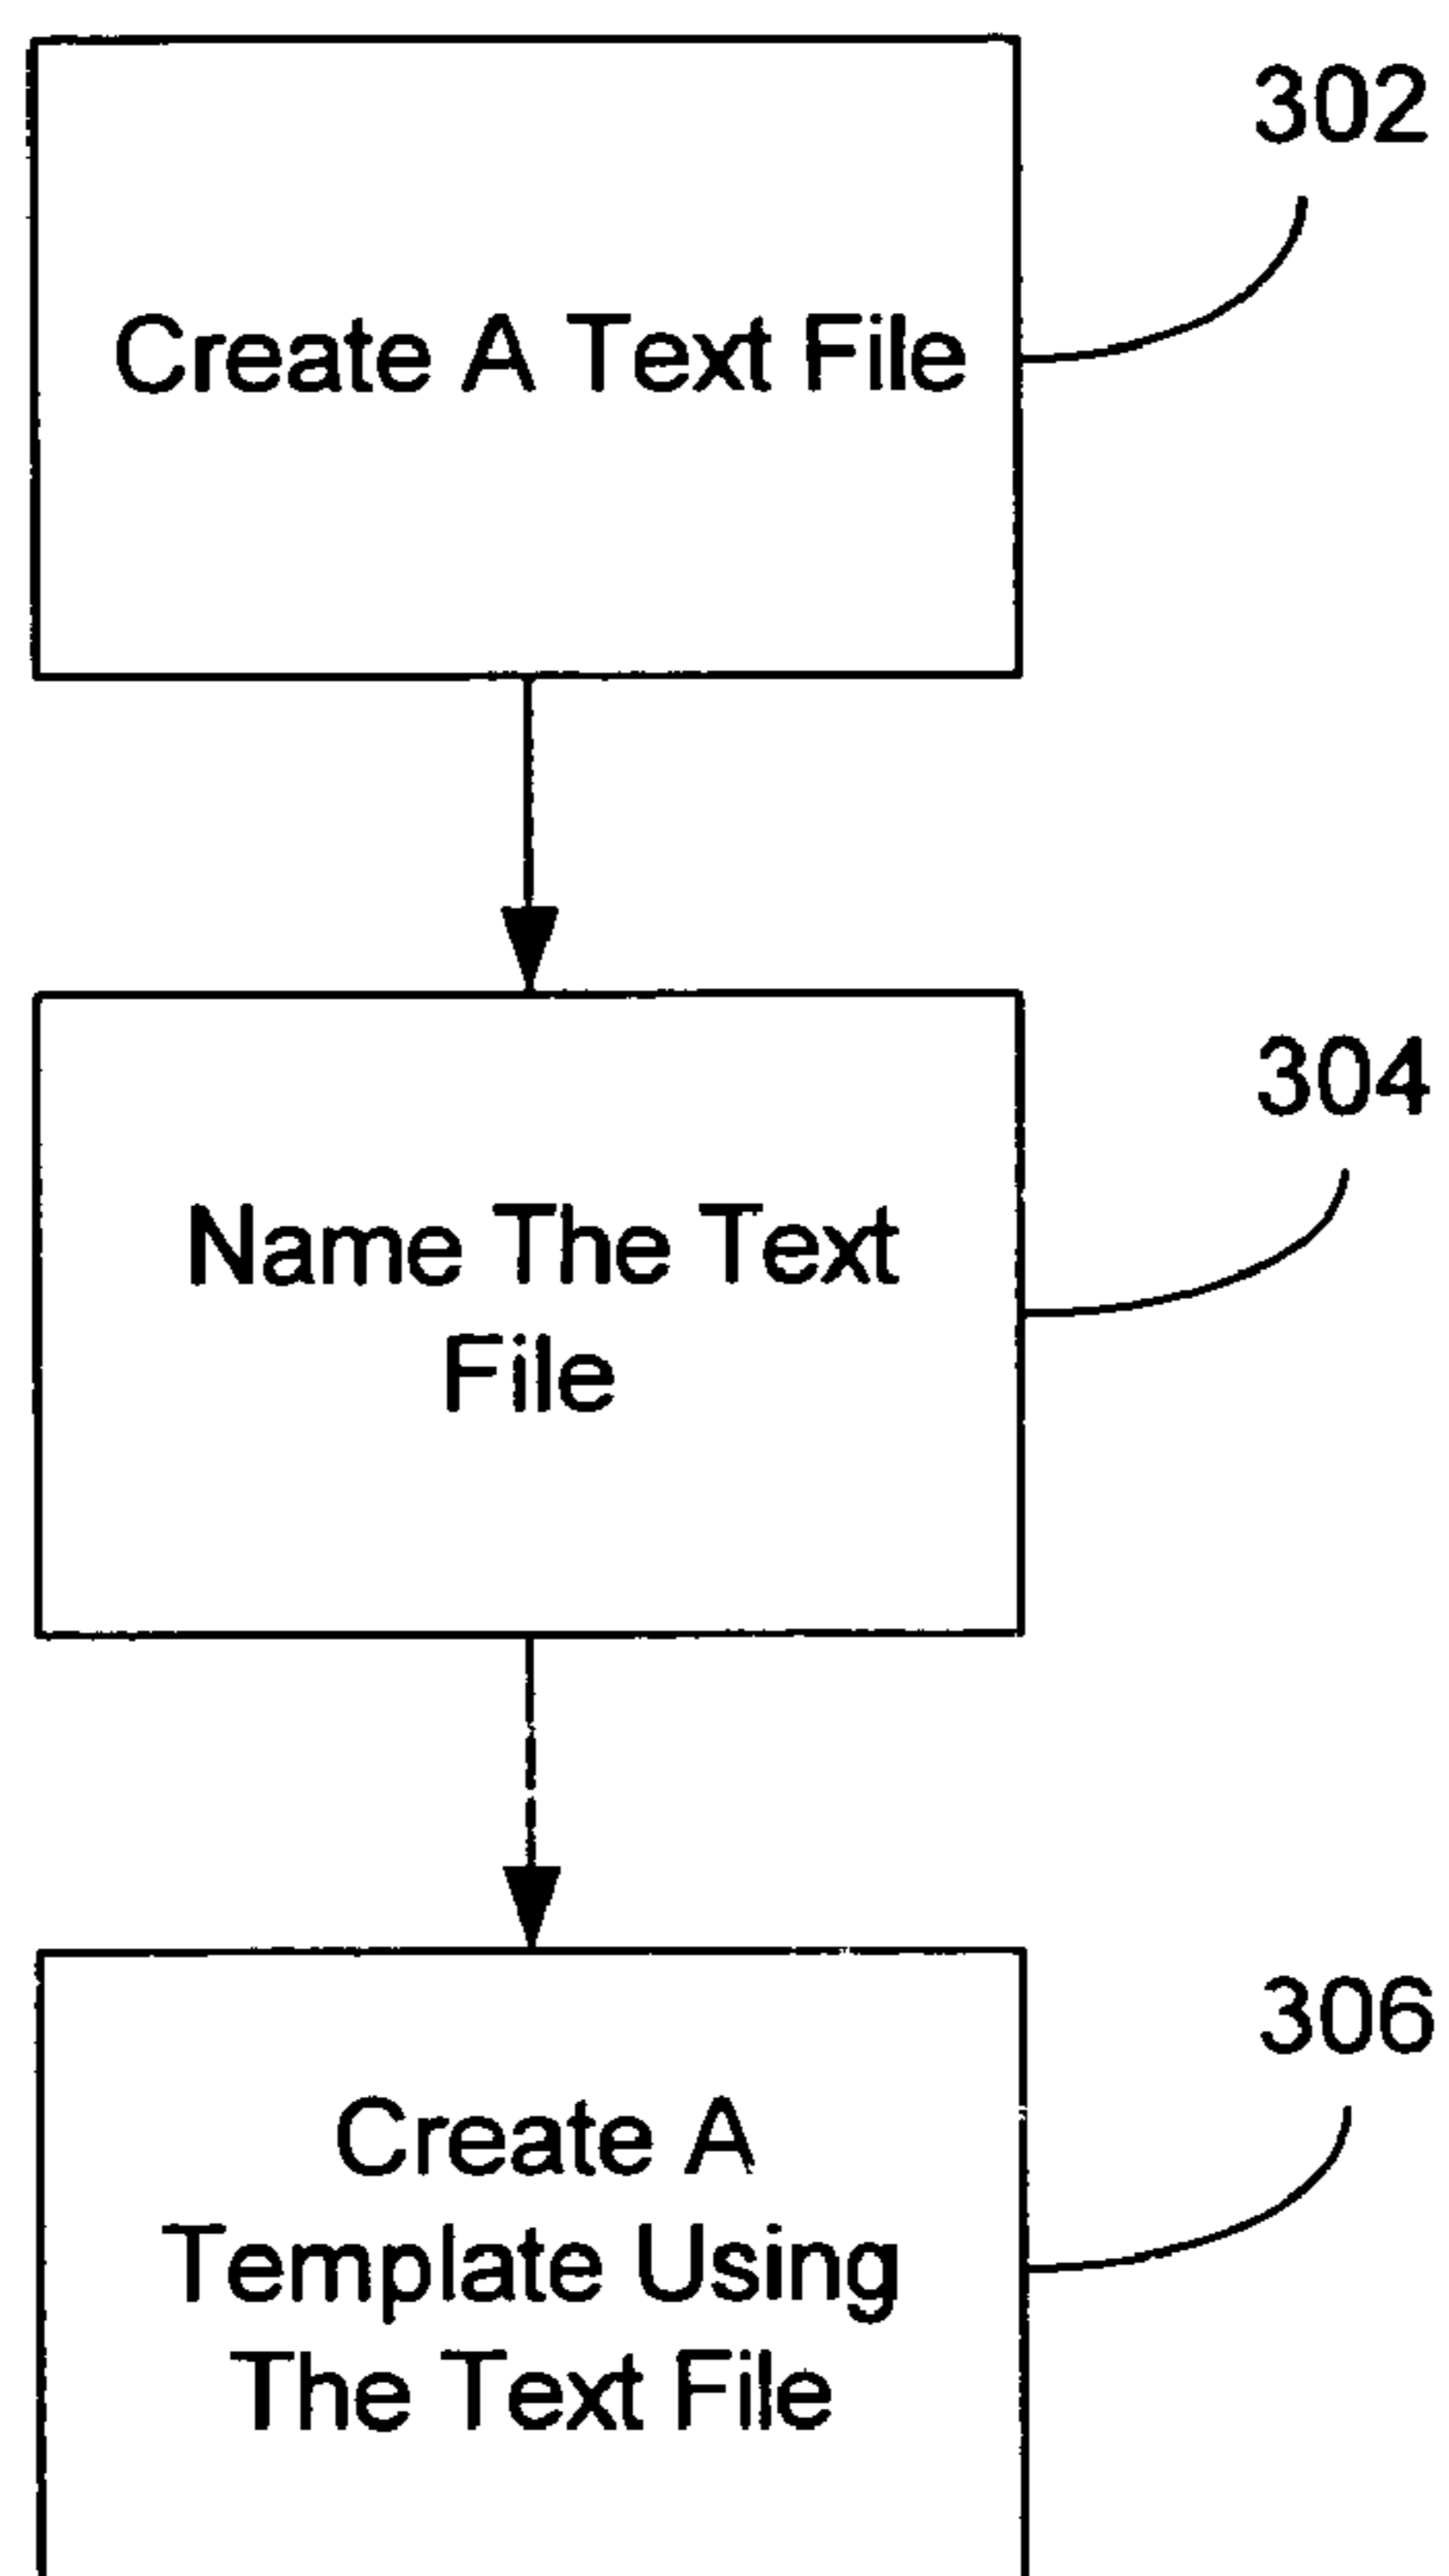 302
Create A Text File
304
Name The Text
File
306
Create A
Template Using
The Text File